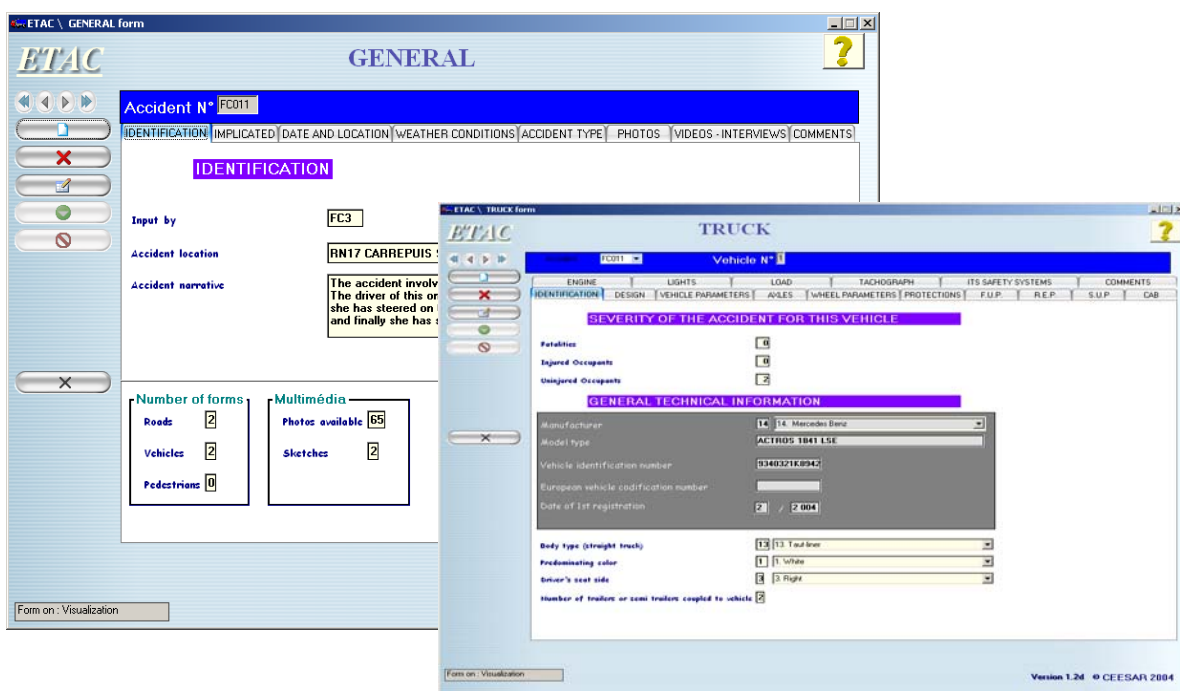 ETAC \ GENERAL form
ETAC
GENERAL
?
Accident N° FC011
IDENTIFICATION IMPLICATED DATE AND LOCATION WEATHER CONDITIONS ACCIDENT TYPE PHOTOS VIDEOS - INTERVIEWS COMMENTS
IDENTIFICATION
Input by FC3
Accident location RN17 CARREPUIS
Accident narrative The accident involv
The driver of this or
she has steered on
and finally she has s
Number of forms
Roads 2
Vehicles 2
Pedestrians 0
Multimédia
Photos available 65
Sketches 2
Form on : Visualization
ETAC \ TRUCK form
ETAC
TRUCK
?
FC011 Vehicle N° 1
ENGINE LIGHTS LOAD TACHOGRAPH ITS SAFETY SYSTEMS COMMENTS
IDENTIFICATION DESIGN VEHICLE PARAMETERS AXLES WHEEL PARAMETERS PROTECTIONS F.U.P. R.E.P. S.U.P. CAB
SEVERITY OF THE ACCIDENT FOR THIS VEHICLE
Fatalities 0
Injured Occupants 0
Uninjured Occupants 2
GENERAL TECHNICAL INFORMATION
Manufacturer 14 14. Mercedes Benz
Model type ACTROS 1841 LSE
Vehicle identification number 9340321K0942
European vehicle codification number
Date of 1st registration 2 / 2 004
Body type (straight truck) 13 13. Taut-liner
Predominating color 1 1. White
Driver's seat side 3 3. Right
Number of trailers or semi trailers coupled to vehicle 2
Form on : Visualization
Version 1.2d © CEESAR 2004